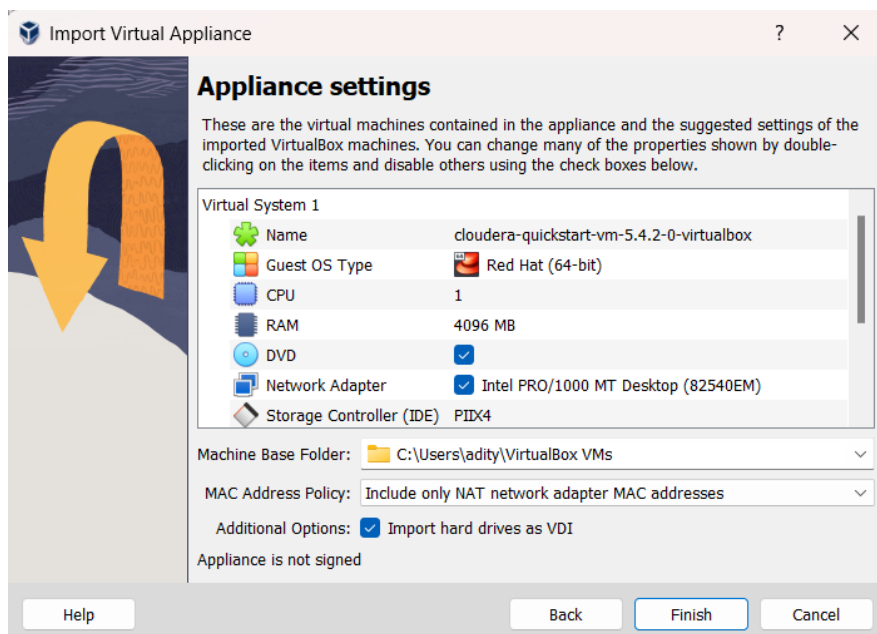 Import Virtual Appliance
?
Appliance settings
These are the virtual machines contained in the appliance and the suggested settings of the
imported VirtualBox machines. You can change many of the properties shown by double-
clicking on the items and disable others using the check boxes below.
Virtual System 1
Name cloudera-quickstart-vm-5.4.2-0-virtualbox
Guest OS Type Red Hat (64-bit)
CPU 1
RAM 4096 MB
DVD
Network Adapter Intel PRO/1000 MT Desktop (82540EM)
Storage Controller (IDE) PIIX4
Machine Base Folder: C:\Users\adity\VirtualBox VMs
MAC Address Policy: Include only NAT network adapter MAC addresses
Additional Options: Import hard drives as VDI
Appliance is not signed
Help Back Finish Cancel